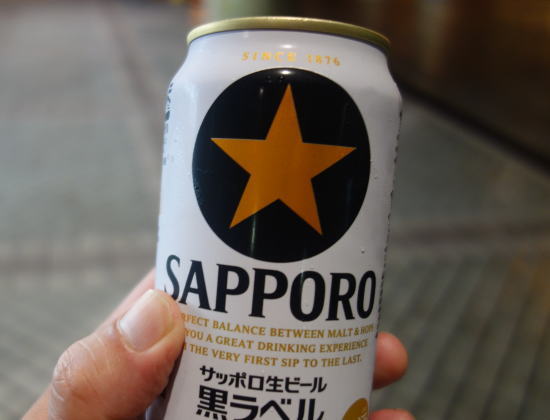 SINCE 1876
SAPPORO
RFECT BALANCE BETWEEN MALT & HOPS
YOU A GREAT DRINKING EXPERIENCE
THE VERY FIRST SIP TO THE LAST.
サッポロ生ビール
黒ラベル